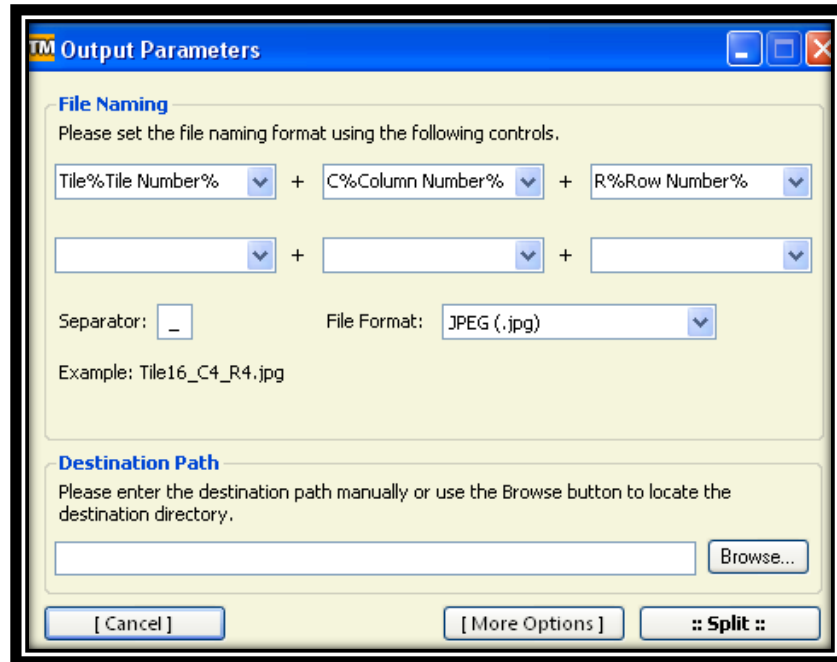 TM Output Parameters
File Naming
Please set the file naming format using the following controls.
Tile%Tile Number% + C%Column Number% + R%Row Number%
+ +
Separator: _ File Format: JPEG (.jpg)
Example: Tile16_C4_R4.jpg
Destination Path
Please enter the destination path manually or use the Browse button to locate the
destination directory.
Browse...
[ Cancel ] [ More Options ] :: Split ::